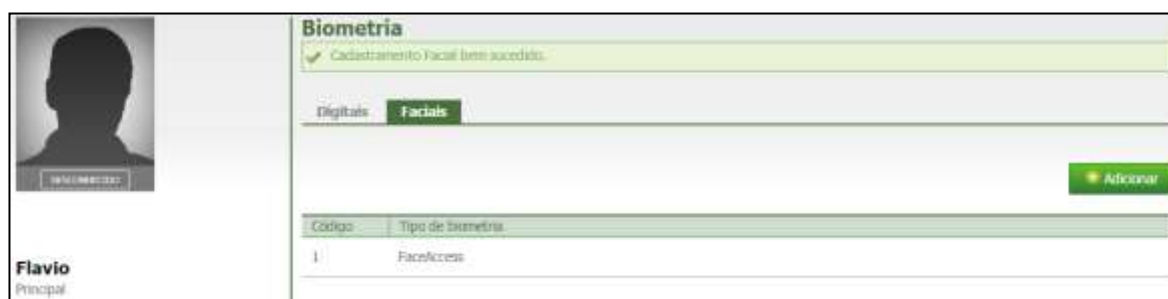 Biometria
Cadastramento Facial bem sucedido.
Digitais Faciais
Adicionar
Código Tipo de biometria
1 FaceAccess
Flavio
Principal